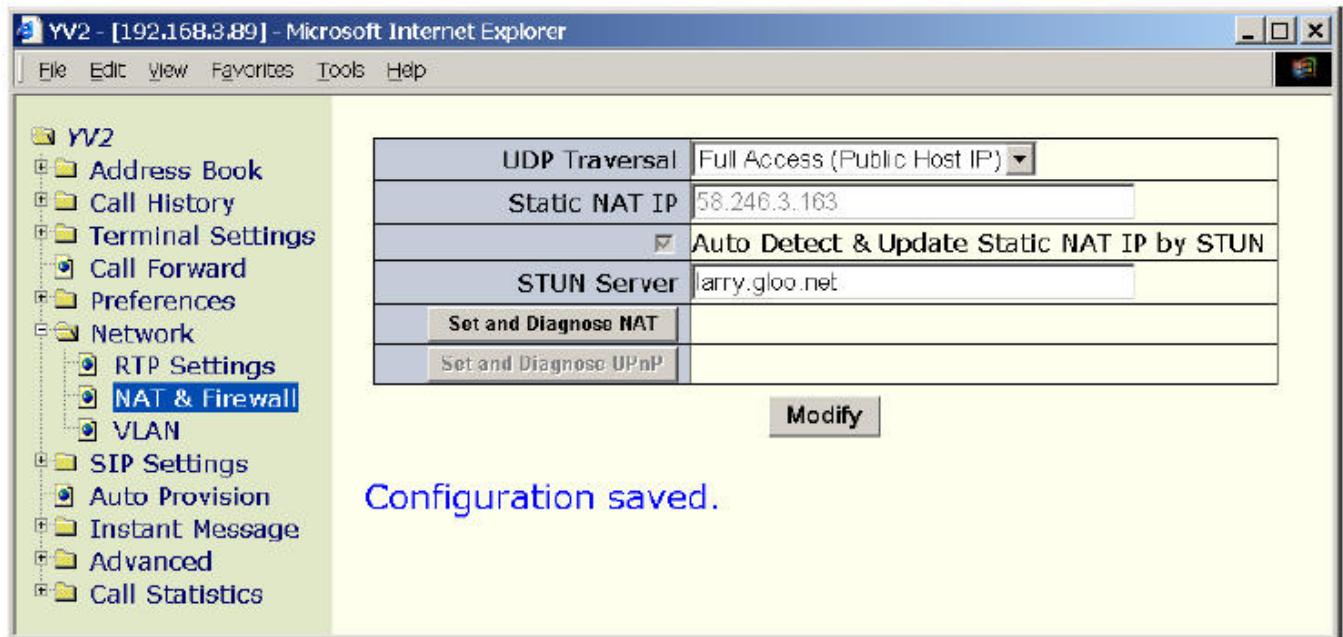 YV2 - [192.168.3.89] - Microsoft Internet Explorer
File Edit View Favorites Tools Help
YV2
Address Book
Call History
Terminal Settings
Call Forward
Preferences
Network
RTP Settings
NAT & Firewall
VLAN
SIP Settings
Auto Provision
Instant Message
Advanced
Call Statistics
UDP Traversal Full Access (Public Host IP)
Static NAT IP 58.246.3.163
Auto Detect & Update Static NAT IP by STUN
STUN Server larry.gloo.net
Set and Diagnose NAT
Set and Diagnose UPnP
Modify
Configuration saved.